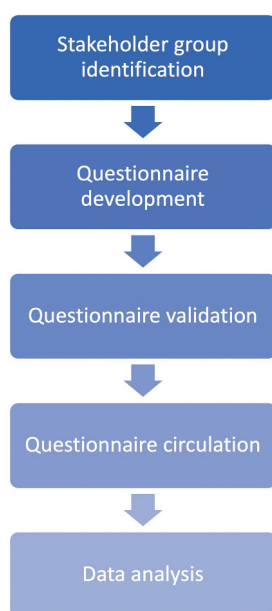 Stakeholder group
identification
Questionnaire
development
Questionnaire validation
Questionnaire circulation
Data analysis